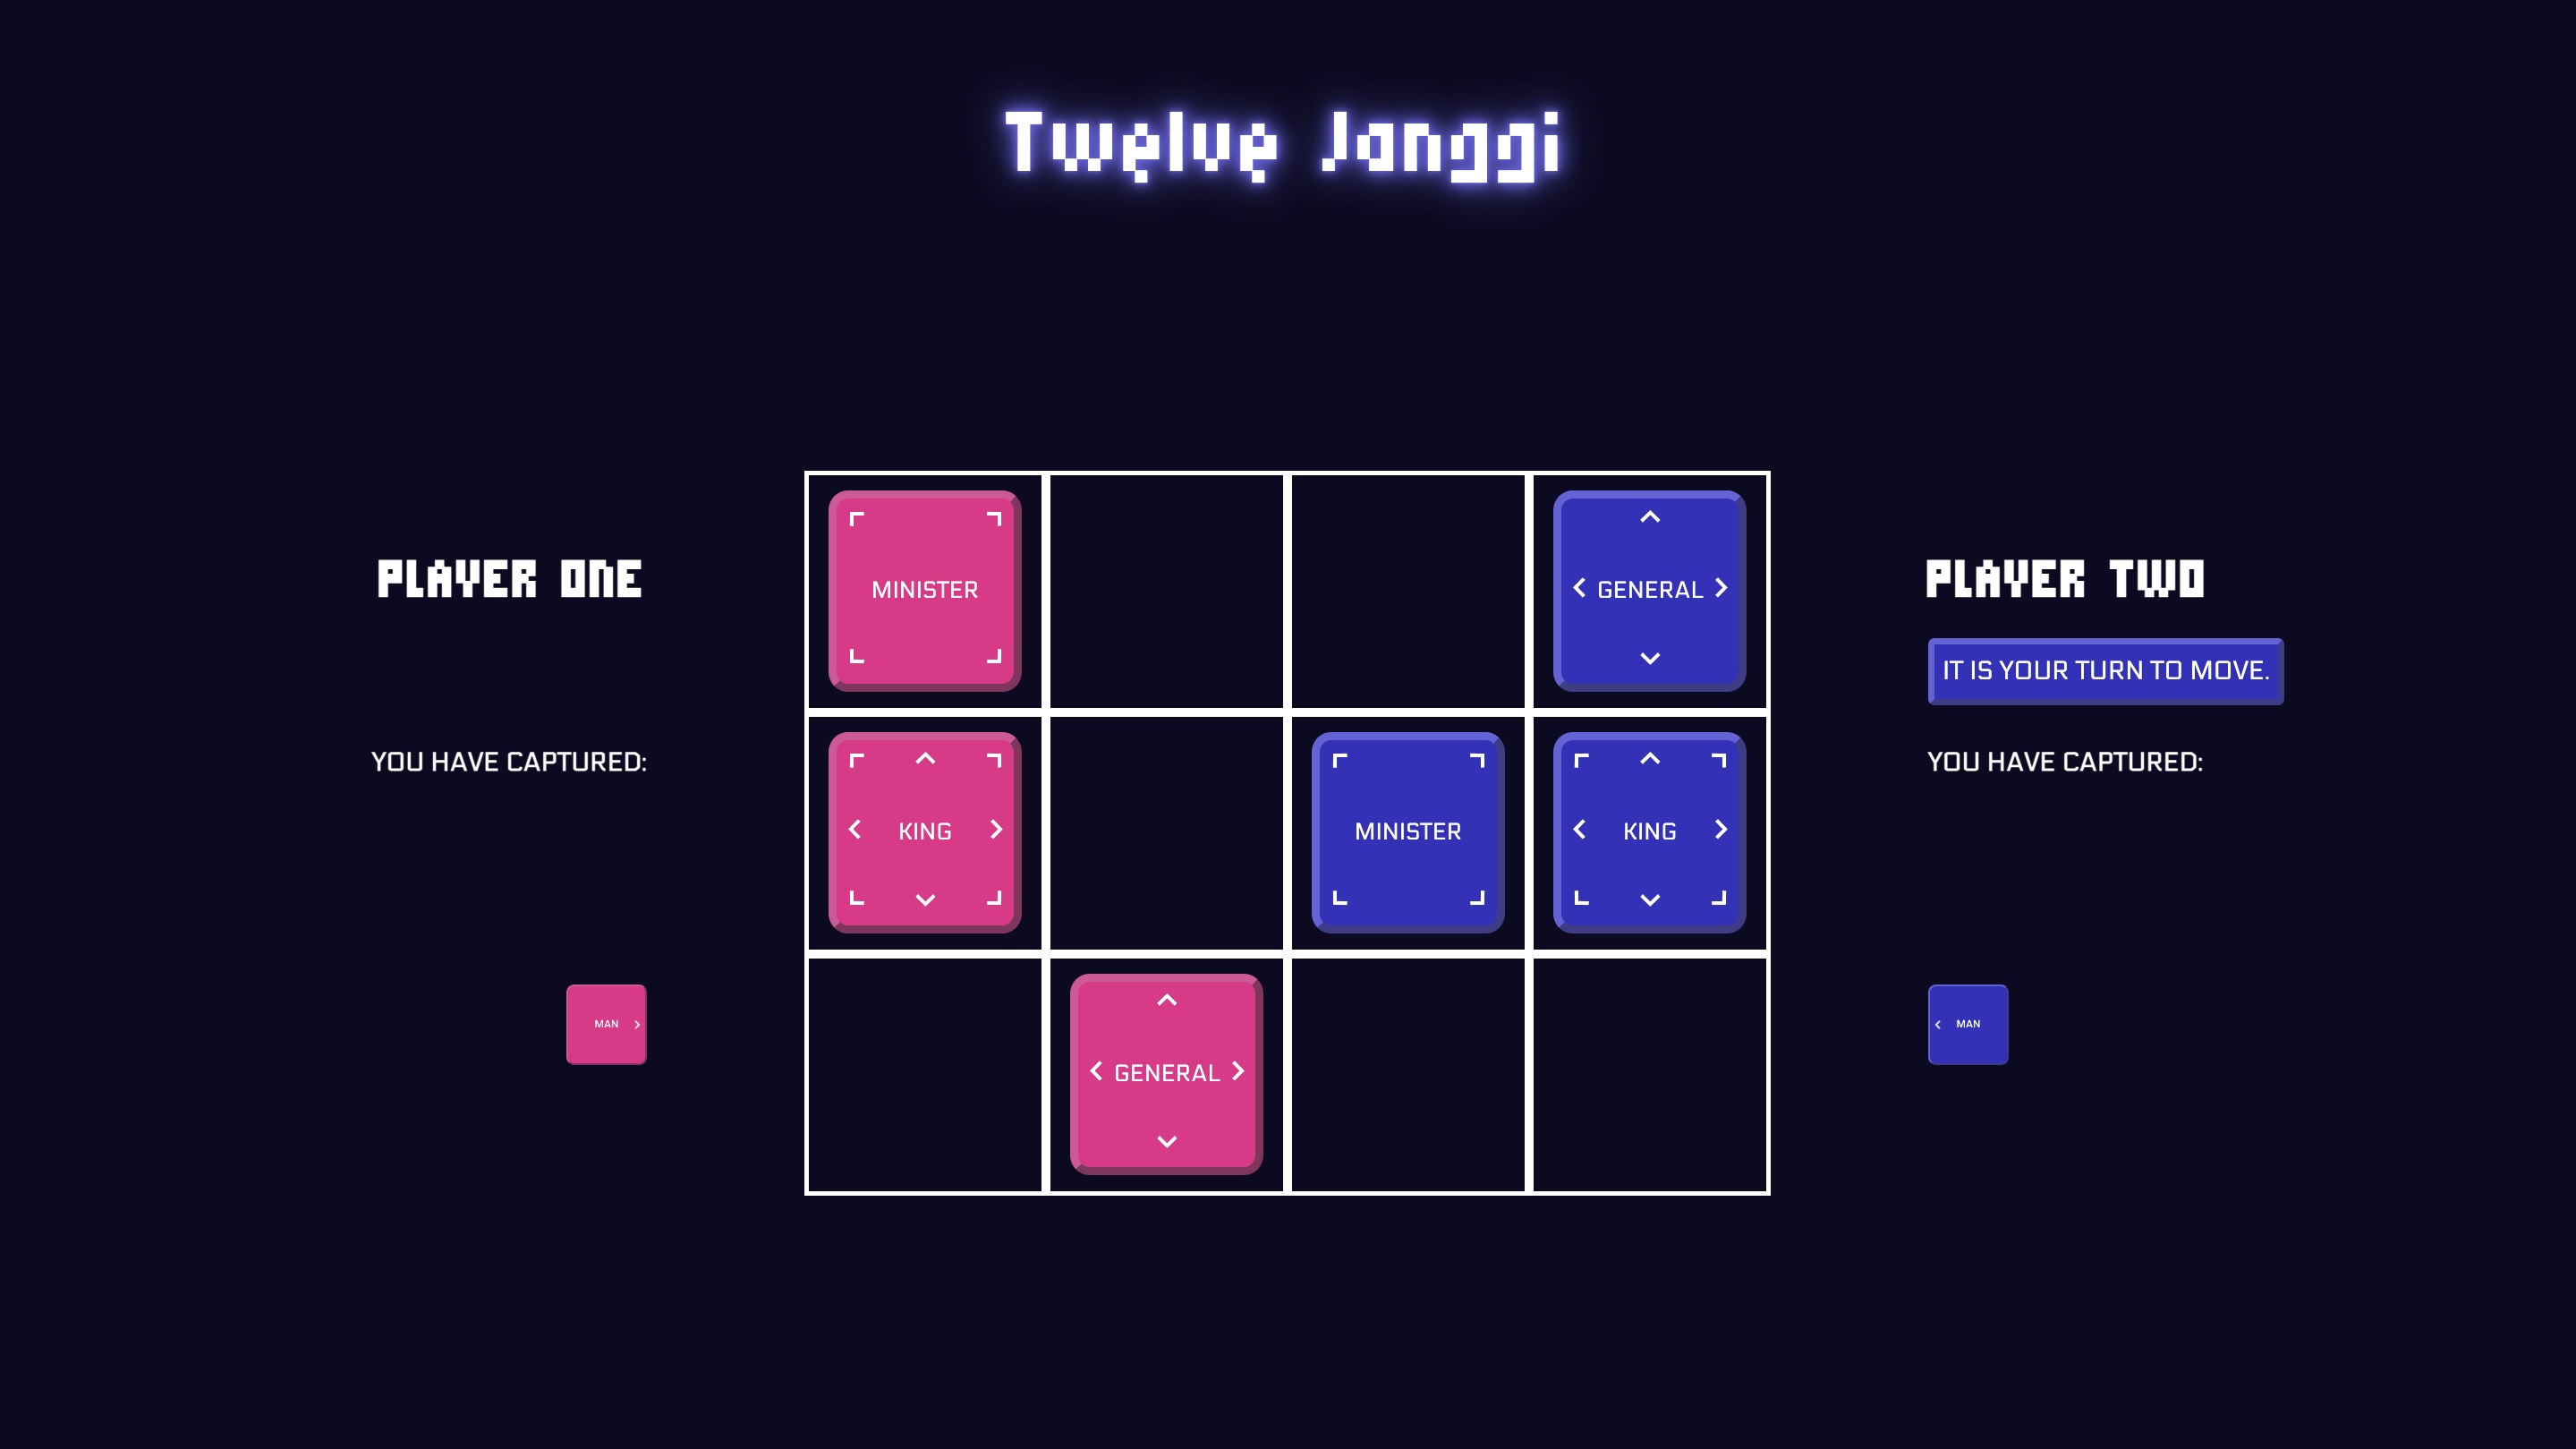 Twelve Janggi
PLAYER ONE
YOU HAVE CAPTURED:
MAN
MINISTER
GENERAL
KING
MINISTER
KING
GENERAL
PLAYER TWO
IT IS YOUR TURN TO MOVE.
YOU HAVE CAPTURED:
MAN